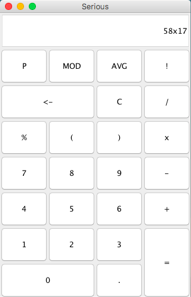 Serious
58x17
P MOD AVG !
<- C /
% ( ) x
7 8 9 -
4 5 6 +
1 2 3
=
0 .